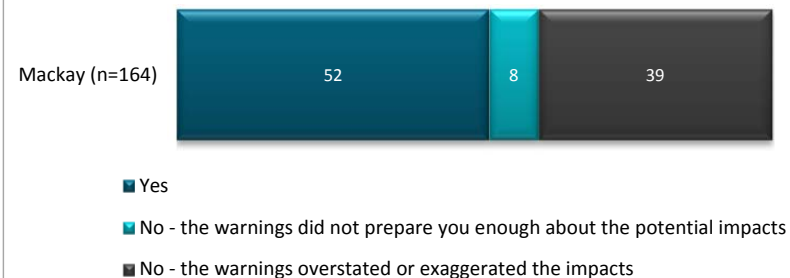 Mackay (n=164) 52 8 39
Yes
No - the warnings did not prepare you enough about the potential impacts
No - the warnings overstated or exaggerated the impacts